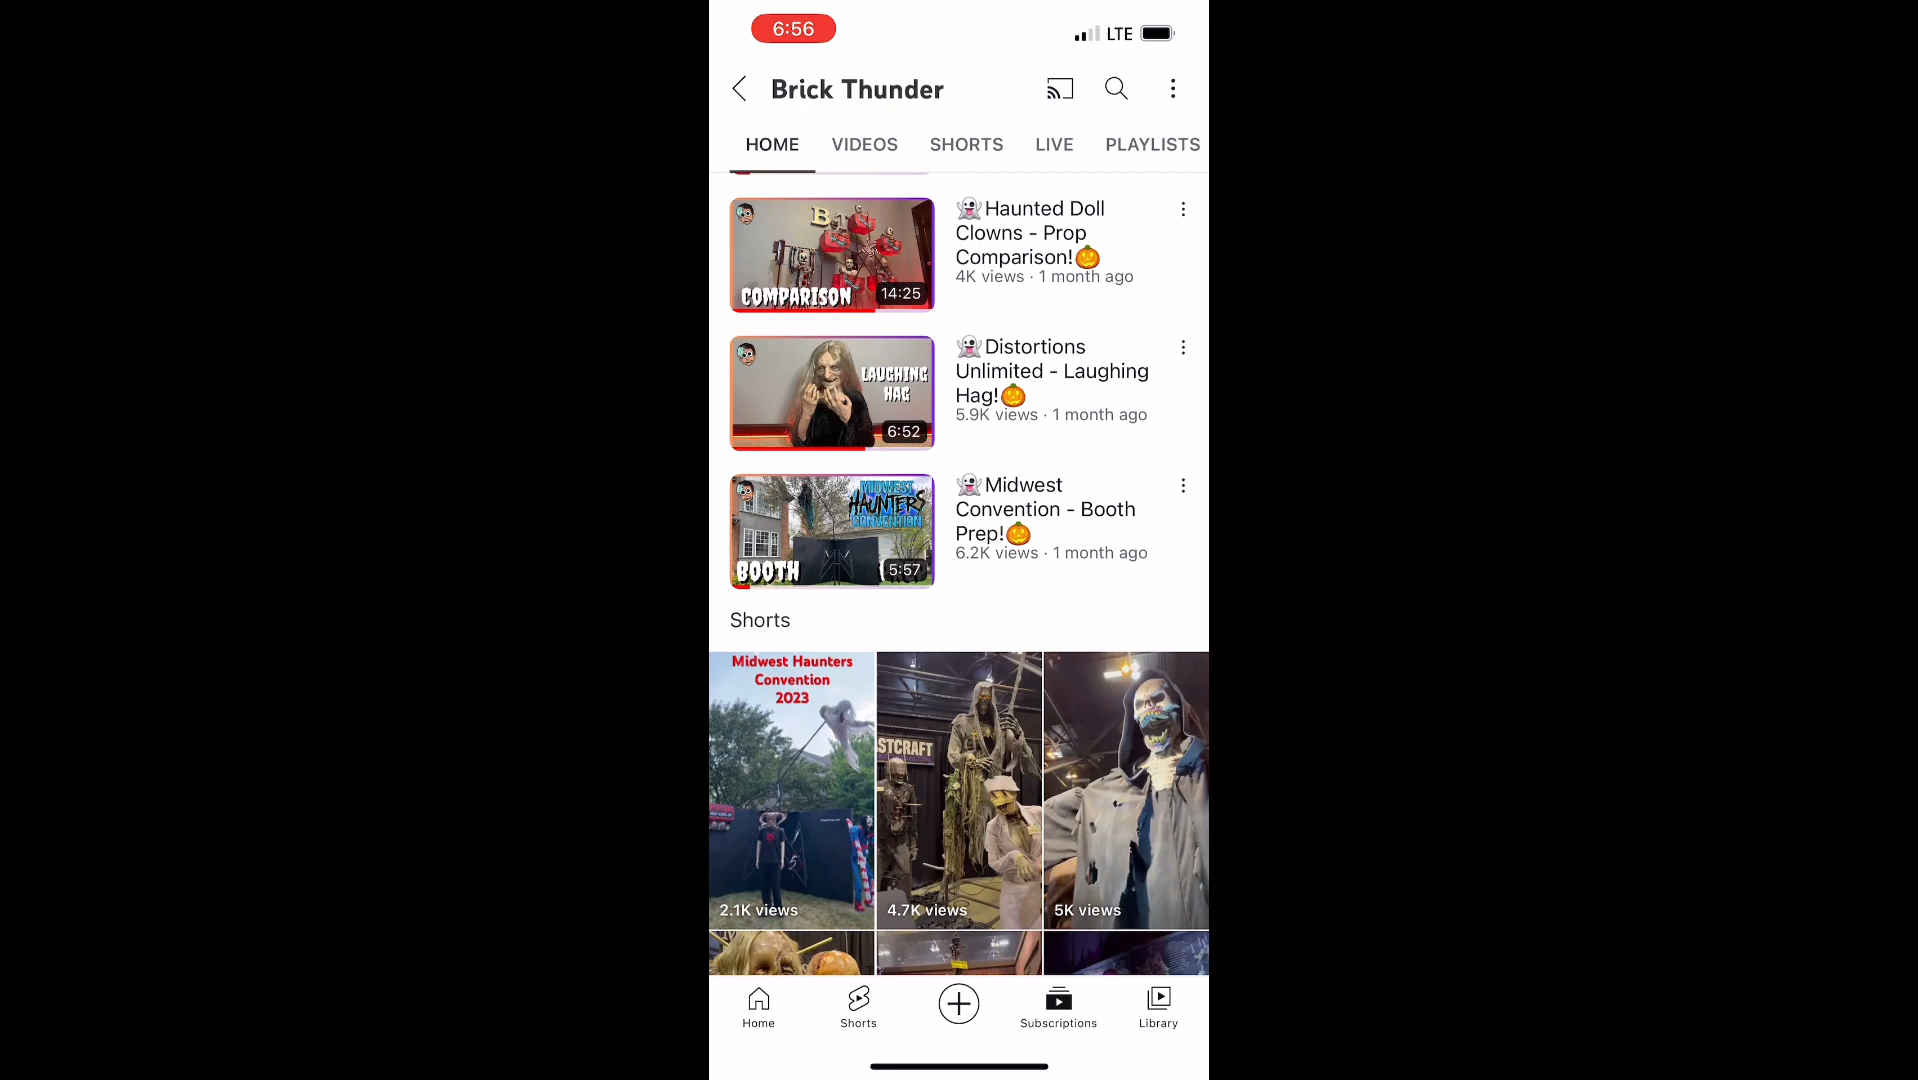 6:56
LTE
Brick Thunder
HOME VIDEOS SHORTS LIVE PLAYLISTS
COMPARISON
14:25
👻Haunted Doll
Clowns - Prop
Comparison!🎃
4K views · 1 month ago
LAUGHING
HAG
6:52
👻Distortions
Unlimited - Laughing
Hag!🎃
5.9K views · 1 month ago
MIDWEST
HAUNTERS
CONVENTION
BOOTH
5:57
👻Midwest
Convention - Booth
Prep!🎃
6.2K views · 1 month ago
Shorts
Midwest Haunters
Convention
2023
2.1K views
STCRAFT
4.7K views
5K views
Home
Shorts
Subscriptions
Library